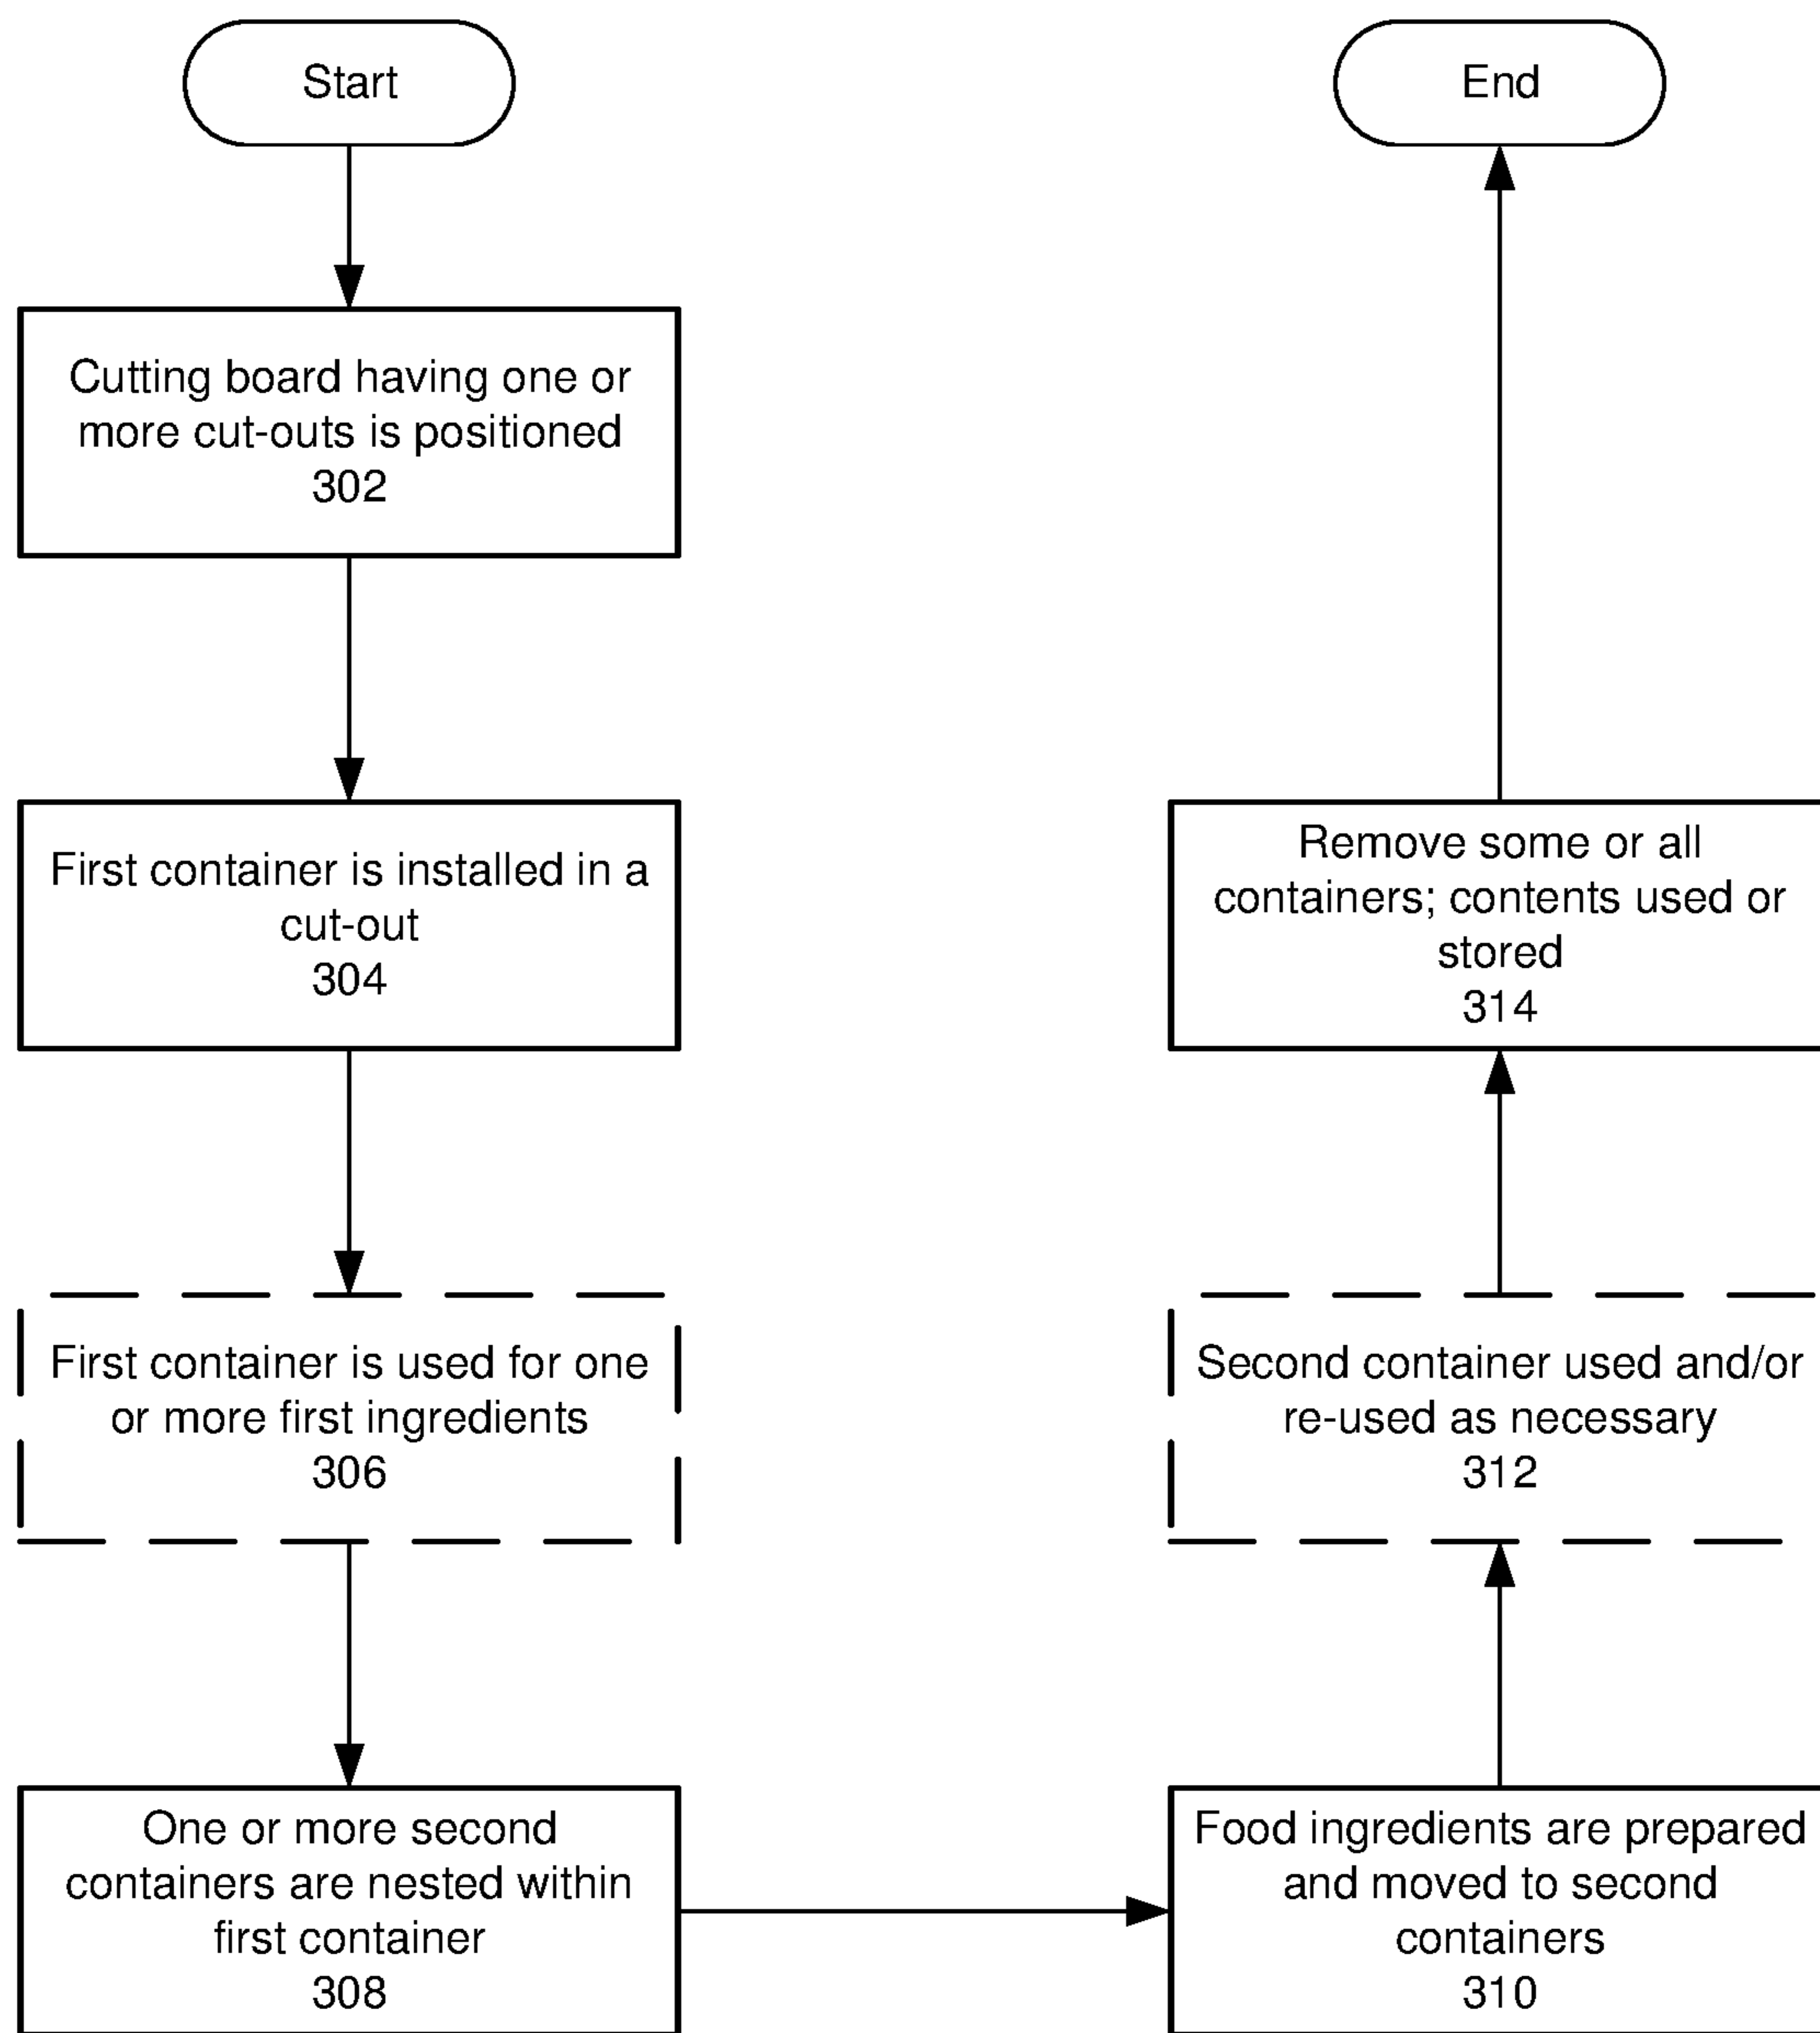 Start
Cutting board having one or
more cut-outs is positioned
302
First container is installed in a
cut-out
304
First container is used for one
or more first ingredients
306
One or more second
containers are nested within
first container
308
Food ingredients are prepared
and moved to second
containers
310
Second container used and/or
re-used as necessary
312
Remove some or all
containers; contents used or
stored
314
End